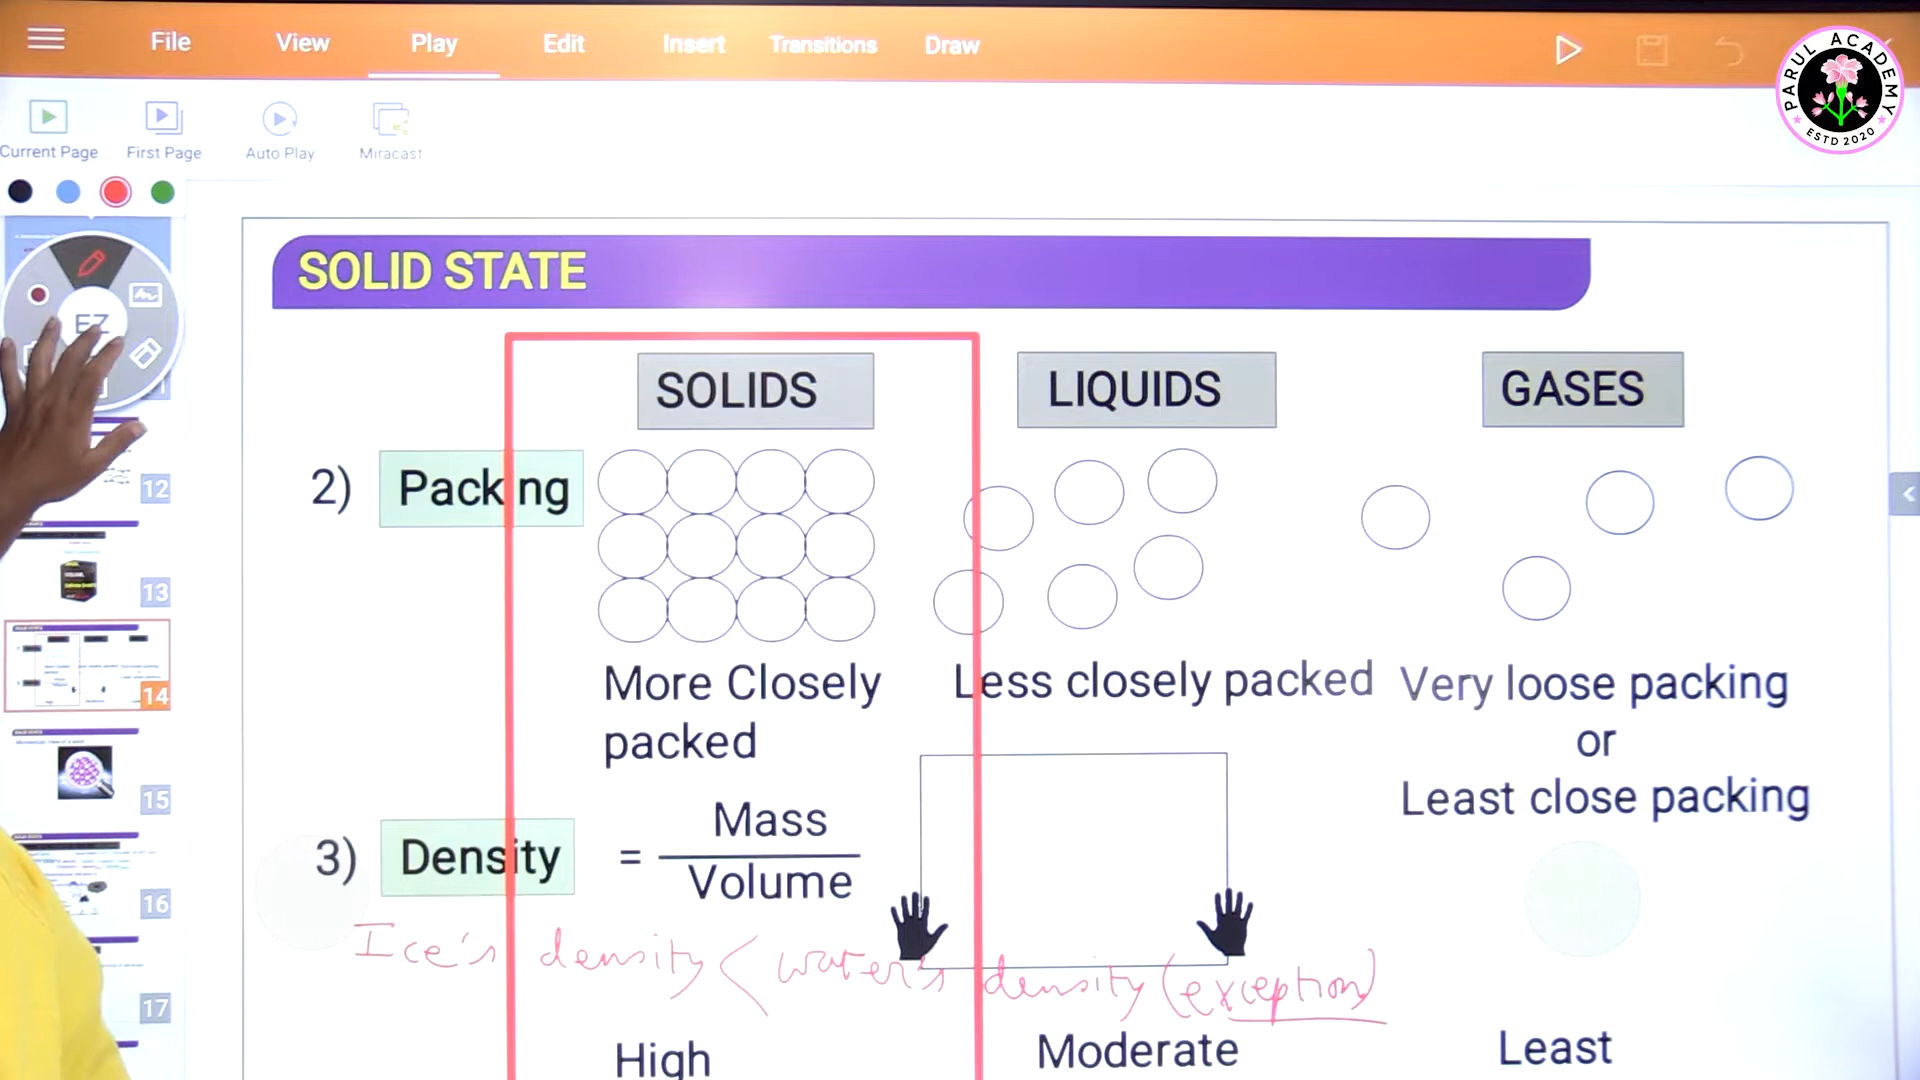 File View Play Edit Insert Transitions Draw
PARUL ACADEMY
ESTD 2020
Current Page First Page Auto Play Miracast
EZ
SOLID STATE
SOLIDS LIQUIDS GASES
2) Packing
More Closely packed
Less closely packed
Very loose packing
or
Least close packing
3) Density = Mass
Volume
Ice's density < water's density (exception)
High Moderate Least
12
13
14
15
16
17